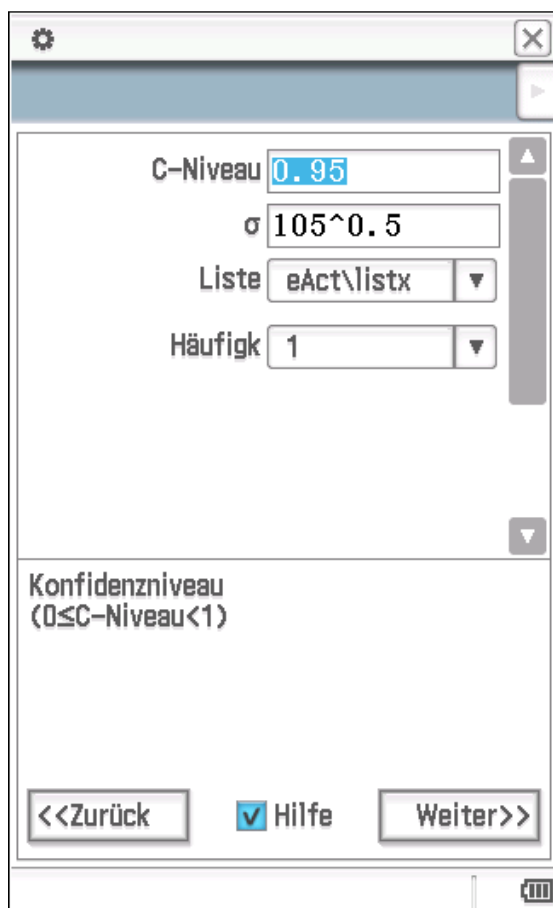 C-Niveau 0.95
σ 105^0.5
Liste eAct\listx
Häufigk 1
Konfidenzniveau
(0≤C-Niveau<1)
<<Zurück Hilfe Weiter>>